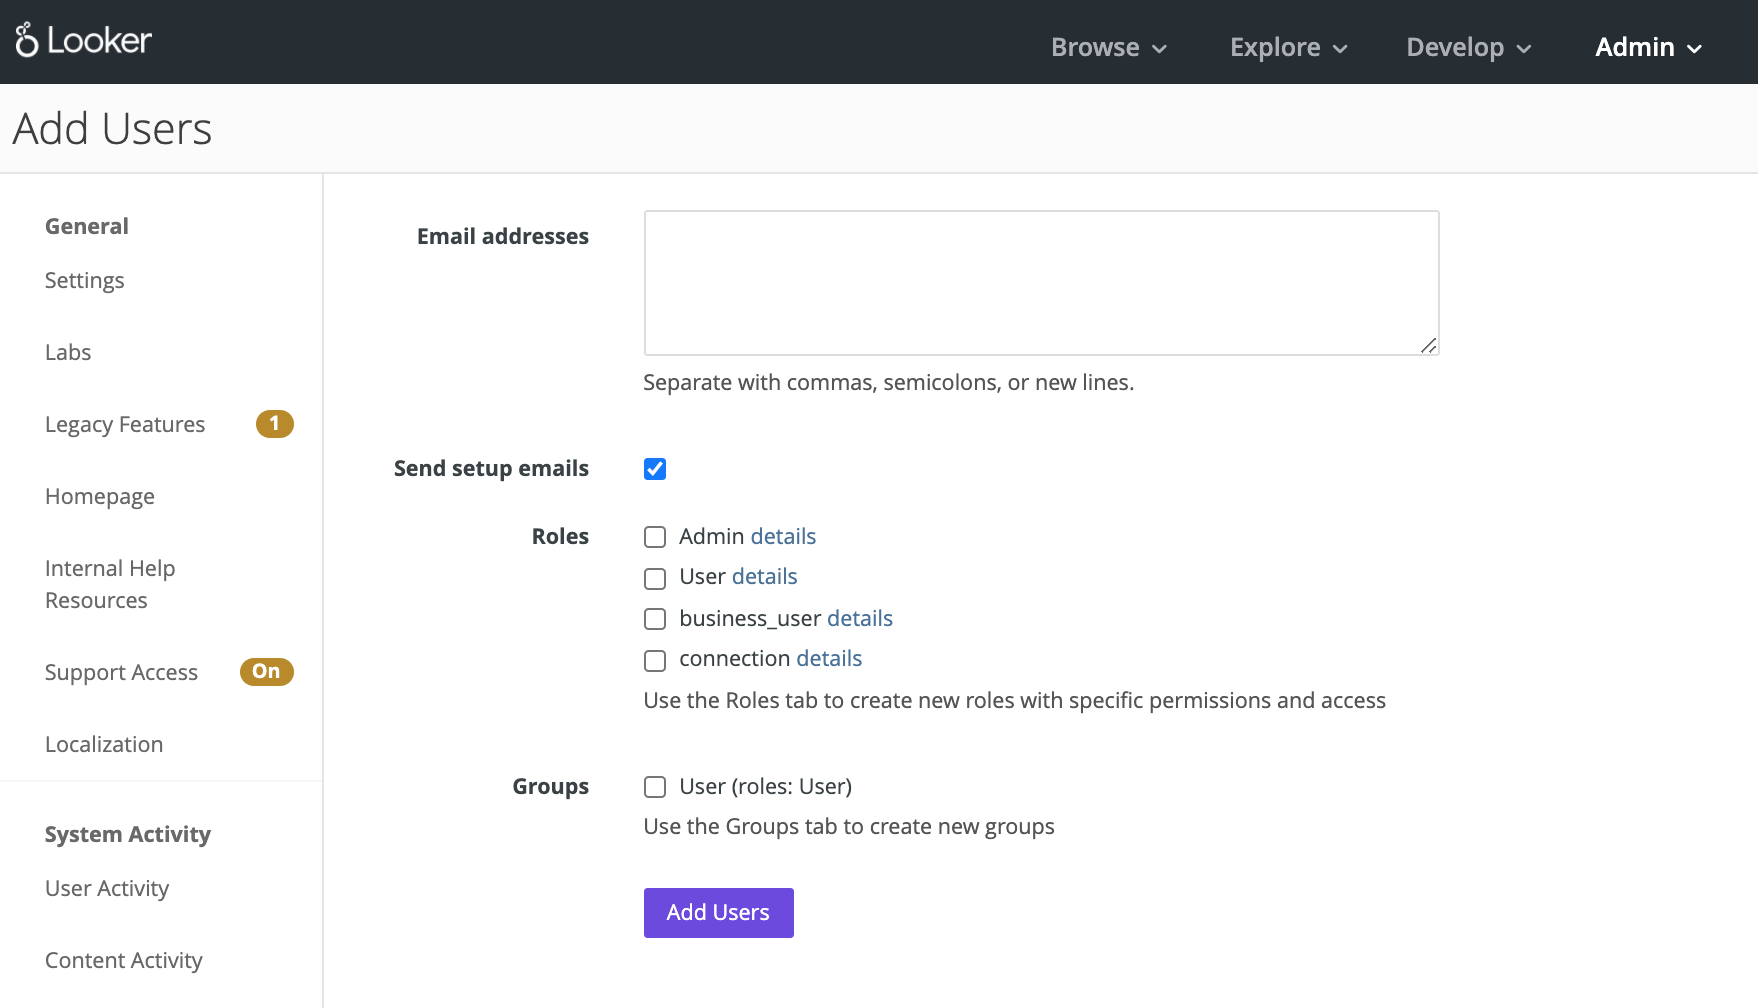 Looker
Browse
Explore
Develop
Admin
Add Users
General
Settings
Labs
Legacy Features 1
Homepage
Internal Help
Resources
Support Access On
Localization
System Activity
User Activity
Content Activity
Email addresses
Separate with commas, semicolons, or new lines.
Send setup emails
Roles
Admin details
User details
business_user details
connection details
Use the Roles tab to create new roles with specific permissions and access
Groups
User (roles: User)
Use the Groups tab to create new groups
Add Users